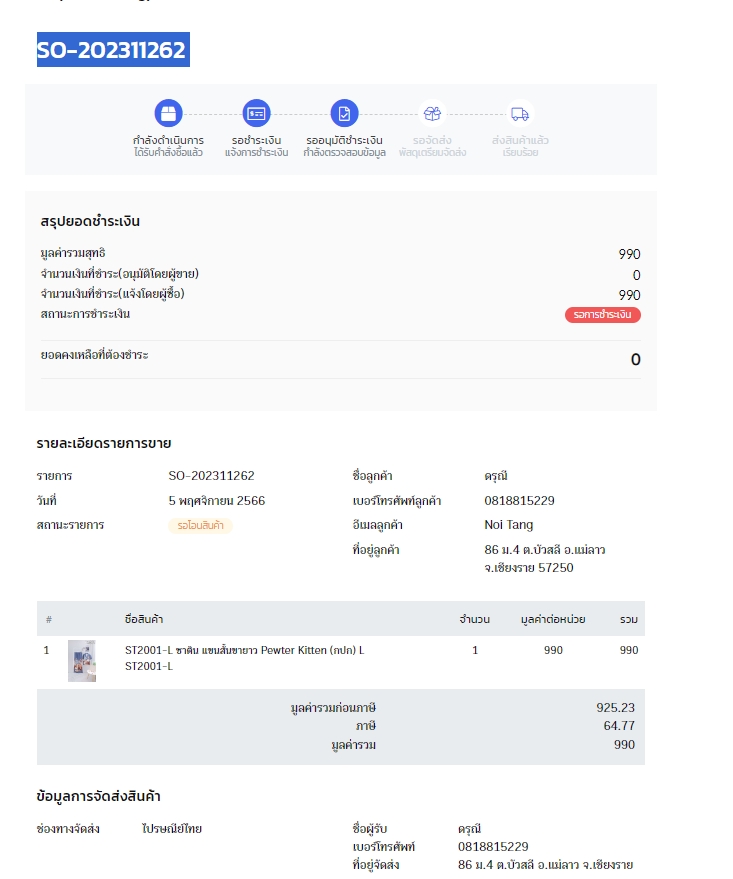 SO-202311262
กำลังดำเนินการ
ได้รับคำสั่งซื้อแล้ว
รอชำระเงิน
แจ้งการชำระเงิน
รออนุมัติชำระเงิน
กำลังตรวจสอบข้อมูล
รอจัดส่ง
พัสดุเตรียมจัดส่ง
ส่งสินค้าแล้ว
เรียบร้อย
สรุปยอดชำระเงิน
มูลค่ารวมสุทธิ 990
จำนวนเงินที่ชำระ(อนุมัติโดยผู้ขาย) 0
จำนวนเงินที่ชำระ(แจ้งโดยผู้ซื้อ) 990
สถานะการชำระเงิน รอการชำระเงิน
ยอดคงเหลือที่ต้องชำระ 0
รายละเอียดรายการขาย
รายการ SO-202311262 ชื่อลูกค้า ดรุณี
วันที่ 5 พฤศจิกายน 2566 เบอร์โทรศัพท์ลูกค้า 0818815229
สถานะรายการ รอโอนสินค้า อีเมลลูกค้า Noi Tang
ที่อยู่ลูกค้า 86 ม.4 ต.บัวสลี อ.แม่ลาว
จ.เชียงราย 57250
# ชื่อสินค้า จำนวน มูลค่าต่อหน่วย รวม
1 ST2001-L ซาติน แขนสั้นขายาว Pewter Kitten (กปก) L 1 990 990
ST2001-L
มูลค่ารวมก่อนภาษี 925.23
ภาษี 64.77
มูลค่ารวม 990
ข้อมูลการจัดส่งสินค้า
ช่องทางจัดส่ง ไปรษณีย์ไทย ชื่อผู้รับ ดรุณี
เบอร์โทรศัพท์ 0818815229
ที่อยู่จัดส่ง 86 ม.4 ต.บัวสลี อ.แม่ลาว จ.เชียงราย